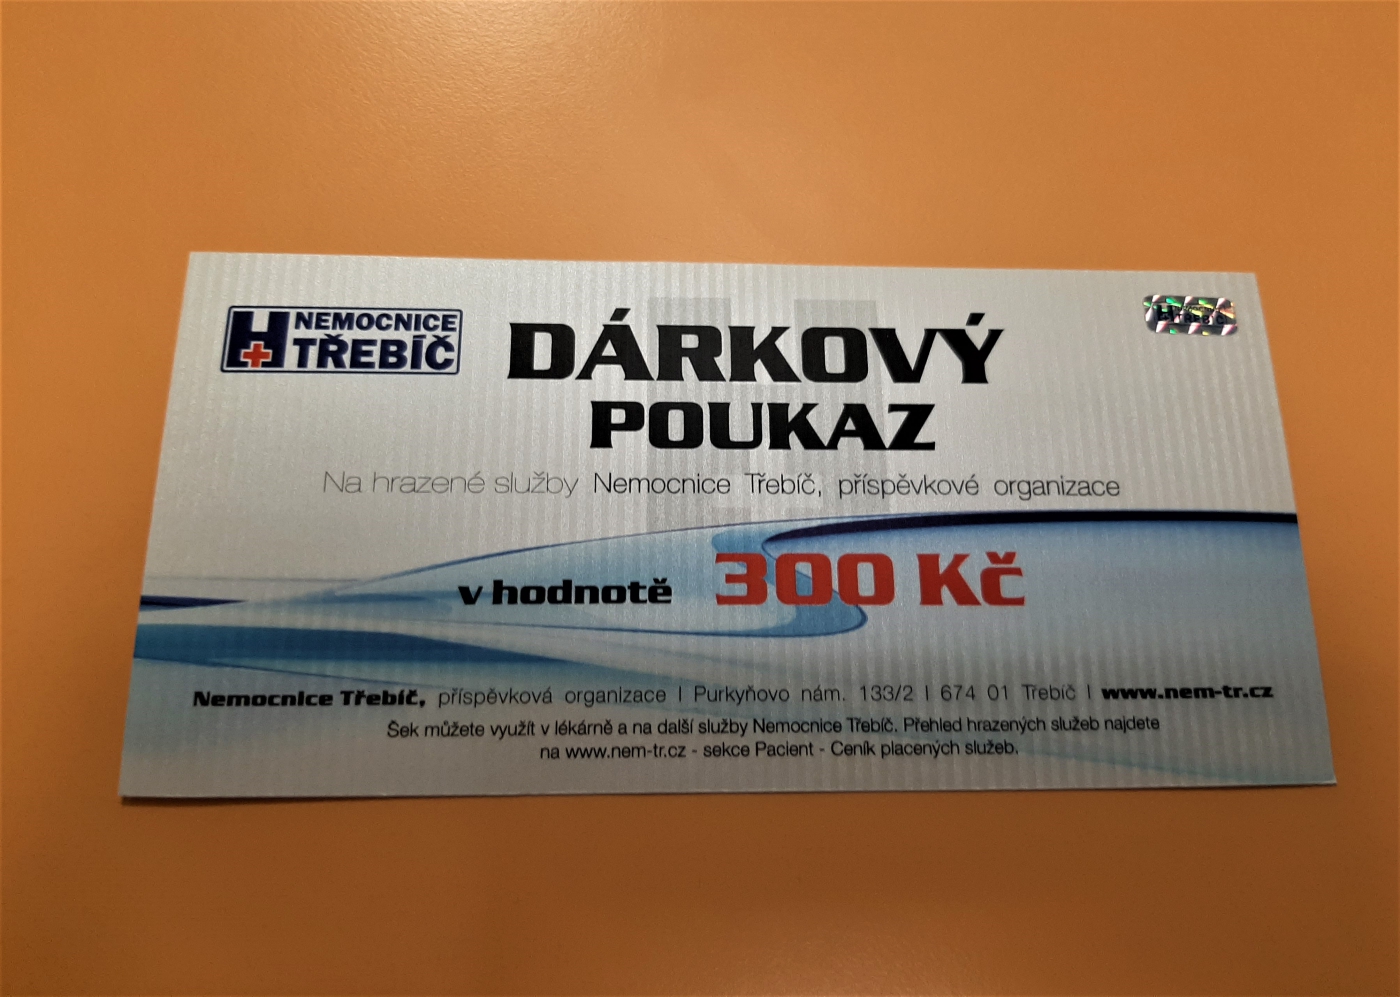 NEMOCNICE
TŘEBÍČ
DÁRKOVÝ
POUKAZ
Na hrazené služby Nemocnice Třebíč, příspěvkové organizace
v hodnotě 300 Kč
Nemocnice Třebíč, příspěvková organizace | Purkyňovo nám. 133/2 | 674 01 Třebíč | www.nem-tr.cz
Šek můžete využít v lékárně a na další služby Nemocnice Třebíč. Přehled hrazených služeb najdete
na www.nem-tr.cz - sekce Pacient - Ceník placených služeb.